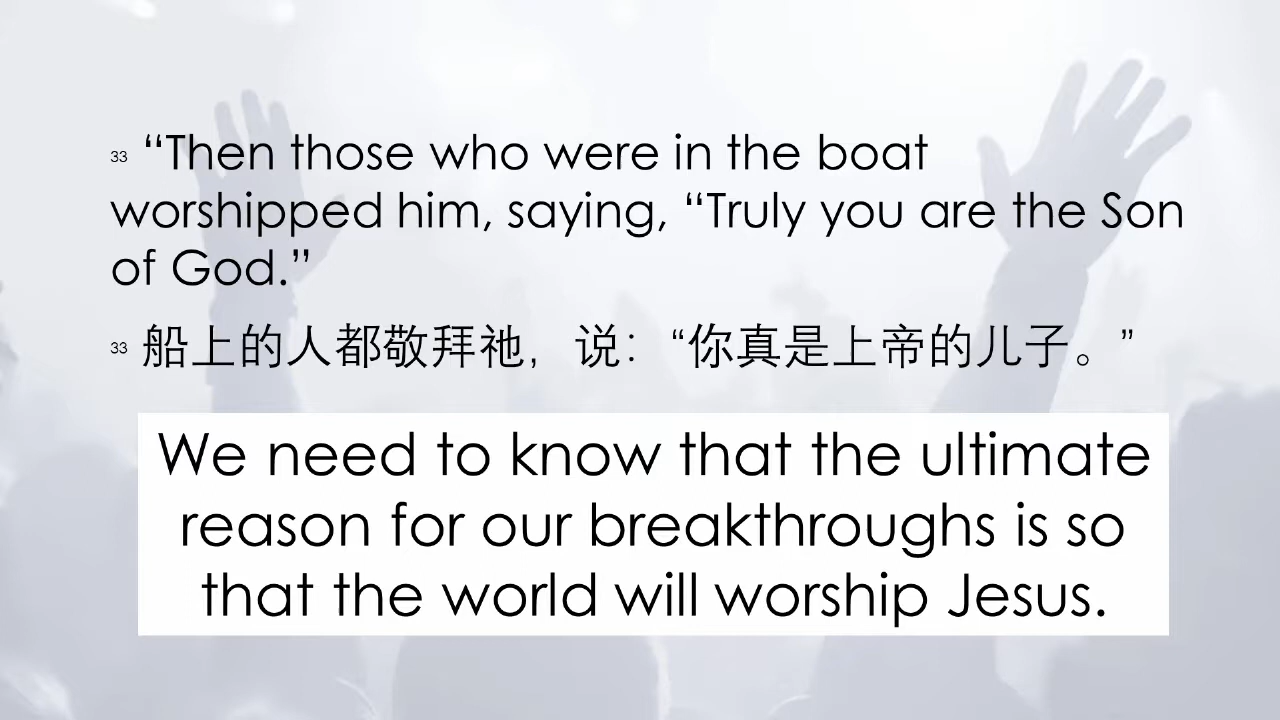 33 “Then those who were in the boat
worshipped him, saying, “Truly you are the Son
of God.”
33 船上的人都敬拜祂，说：“你真是上帝的儿子。”
We need to know that the ultimate
reason for our breakthroughs is so
that the world will worship Jesus.